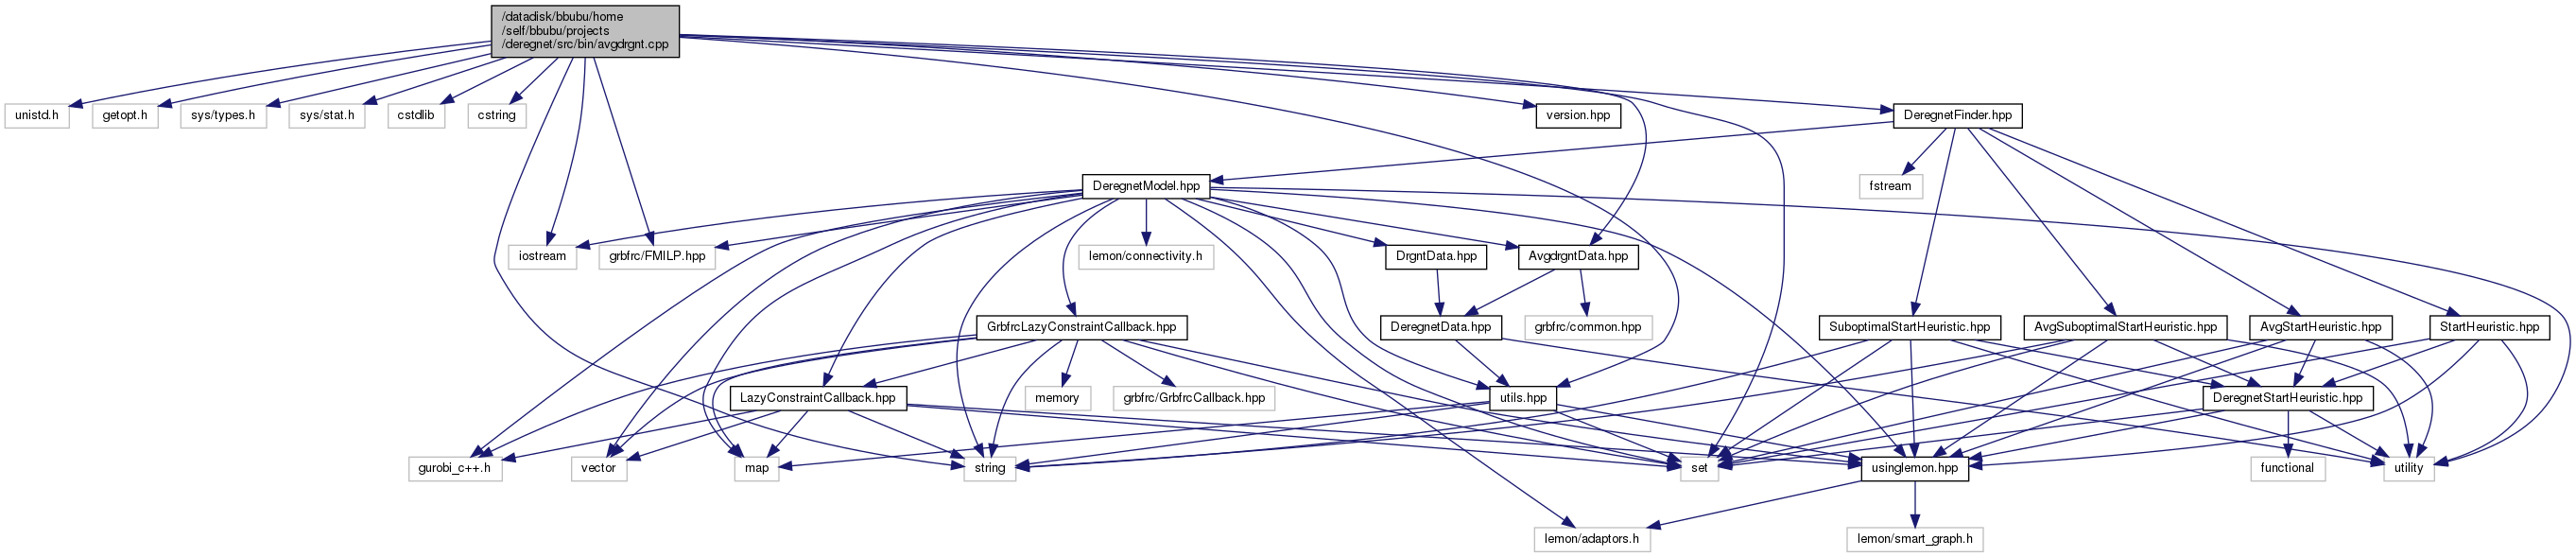 /datadisk/bbubu/home
/self/bbubu/projects
/deregnet/src/bin/avgdrgnt.cpp
unistd.h
getopt.h
sys/types.h
sys/stat.h
cstdlib
cstring
version.hpp
DeregnetFinder.hpp
DeregnetModel.hpp
fstream
iostream
grbfrc/FMILP.hpp
lemon/connectivity.h
DrgntData.hpp
AvgdrgntData.hpp
GrbfrcLazyConstraintCallback.hpp
DeregnetData.hpp
grbfrc/common.hpp
SuboptimalStartHeuristic.hpp
AvgSuboptimalStartHeuristic.hpp
AvgStartHeuristic.hpp
StartHeuristic.hpp
LazyConstraintCallback.hpp
memory
grbfrc/GrbfrcCallback.hpp
utils.hpp
DeregnetStartHeuristic.hpp
gurobi_c++.h
vector
map
string
set
usinglemon.hpp
functional
utility
lemon/adaptors.h
lemon/smart_graph.h